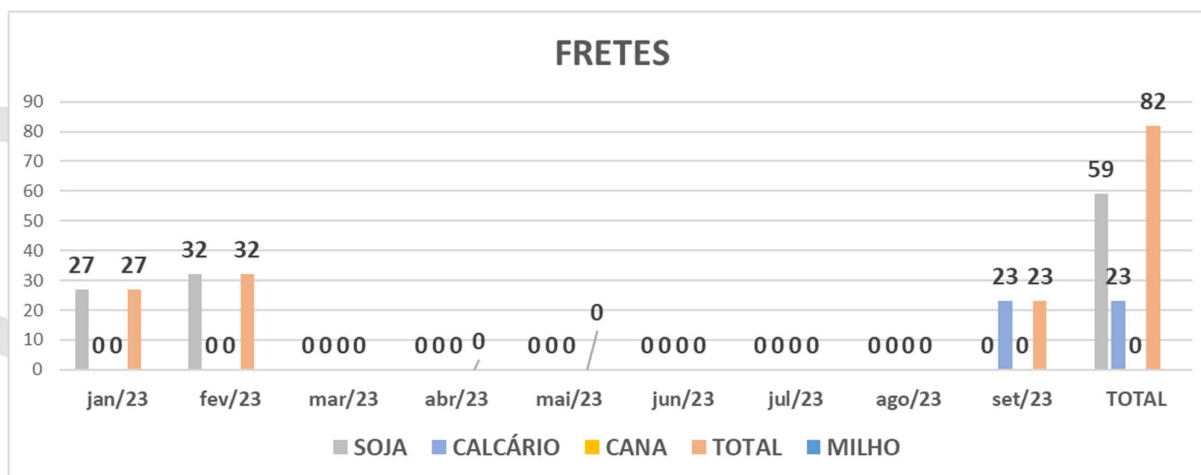 FRETES
90
80
70
60
50
40
30
20
10
0
27 0 0 27
32 0 0 32
0 0 0 0
0 0 0 0
0 0 0 0
0 0 0 0
0 0 0 0
0 0 0 0
0 23 0 23
59 23 0 82
jan/23 fev/23 mar/23 abr/23 mai/23 jun/23 jul/23 ago/23 set/23 TOTAL
SOJA CALCÁRIO CANA TOTAL MILHO